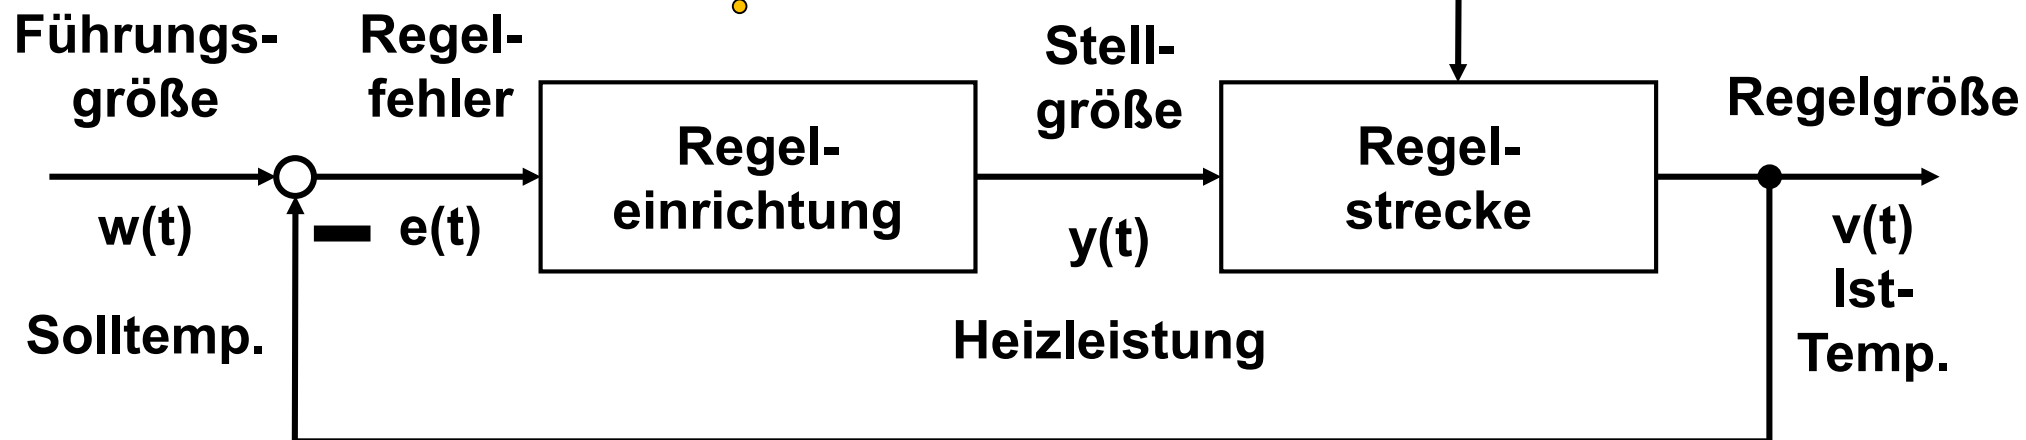 Führungs-
größe
Regel-
fehler
Stell-
größe
Regelgröße
Regel-
einrichtung
Regel-
strecke
w(t)
e(t)
y(t)
v(t)
Ist-
Temp.
Solltemp.
Heizleistung